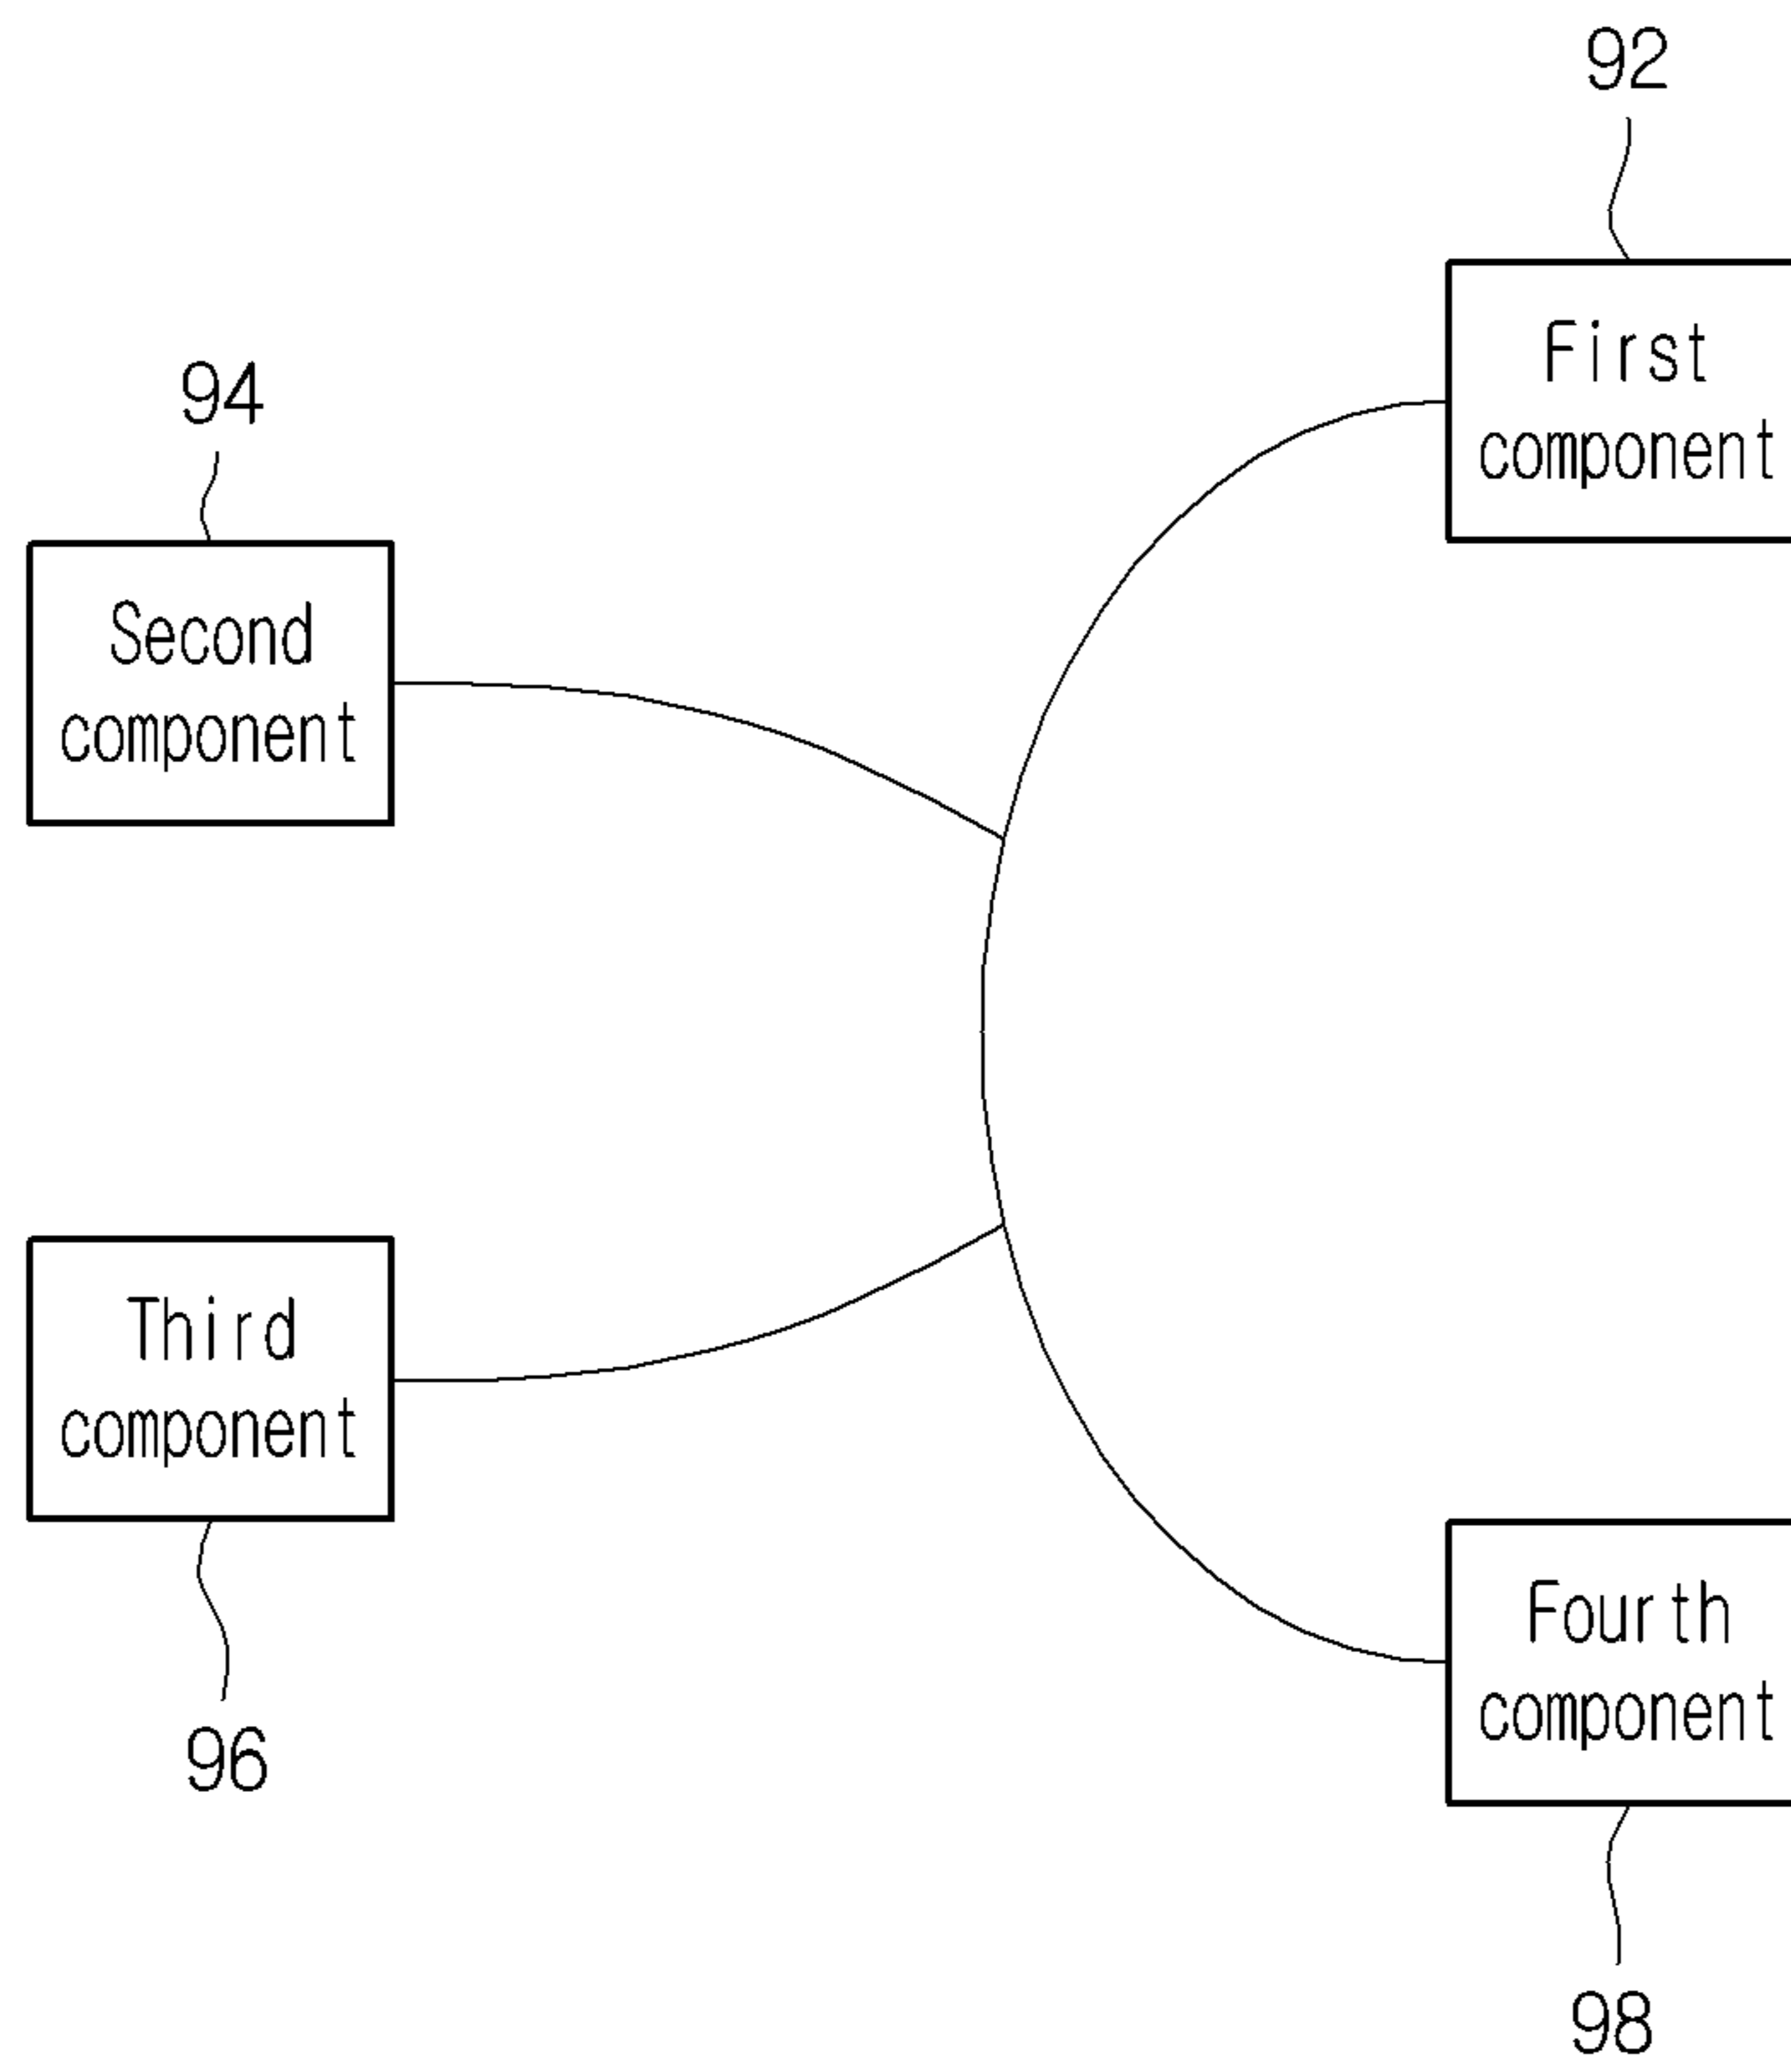 92
First
component
94
Second
component
Third
component
96
Fourth
component
98